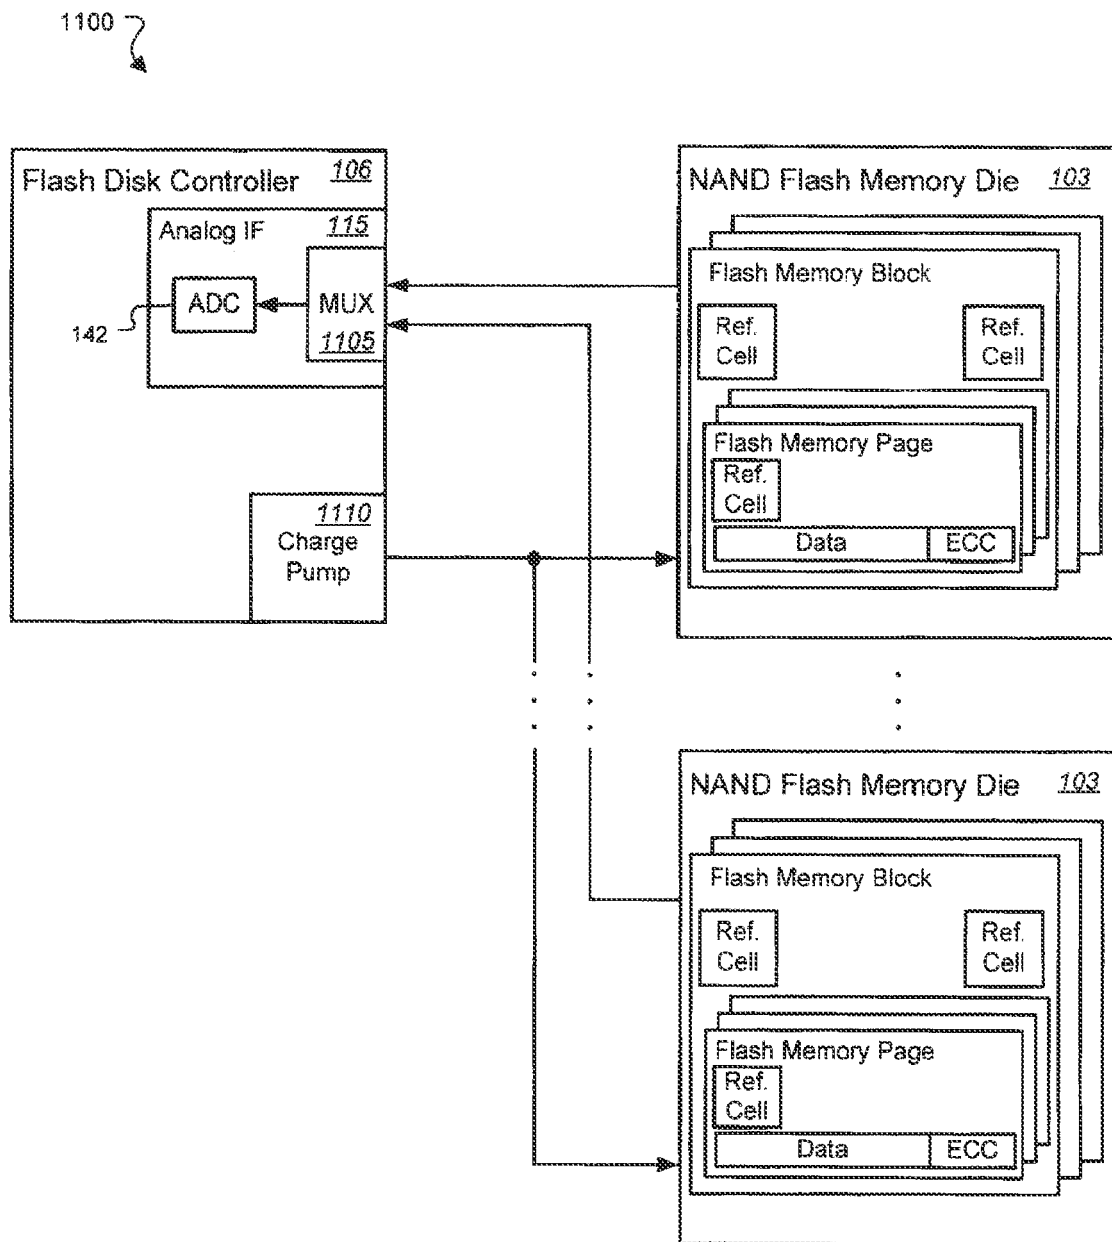 1100
Flash Disk Controller 106
Analog IF 115
ADC
MUX
1105
142
1110
Charge
Pump
NAND Flash Memory Die 103
Flash Memory Block
Ref.
Cell
Ref.
Cell
Flash Memory Page
Ref.
Cell
Data
ECC
NAND Flash Memory Die 103
Flash Memory Block
Ref.
Cell
Ref.
Cell
Flash Memory Page
Ref.
Cell
Data
ECC